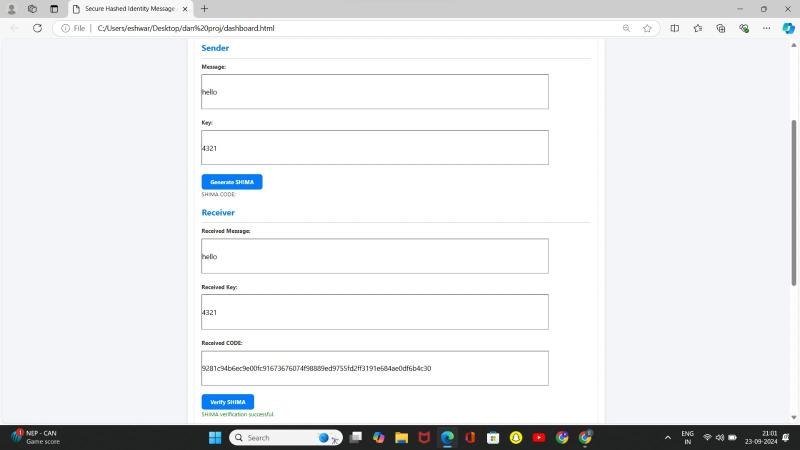 Secure Hashed Identity Message
File
C:/Users/eshwar/Desktop/dan%20proj/dashboard.html
Sender
Message:
hello
Key:
4321
Generate SHIMA
SHIMA CODE:
Receiver
Received Message:
hello
Received Key:
4321
Received CODE:
9281c94b6ec9e00fc91673676074f98889ed9755fd2ff3191e684ae0df6b4c30
Verify SHIMA
SHIMA verification successful.
NEP - CAN
Game score
Search
ENG
IN
21:01
23-09-2024